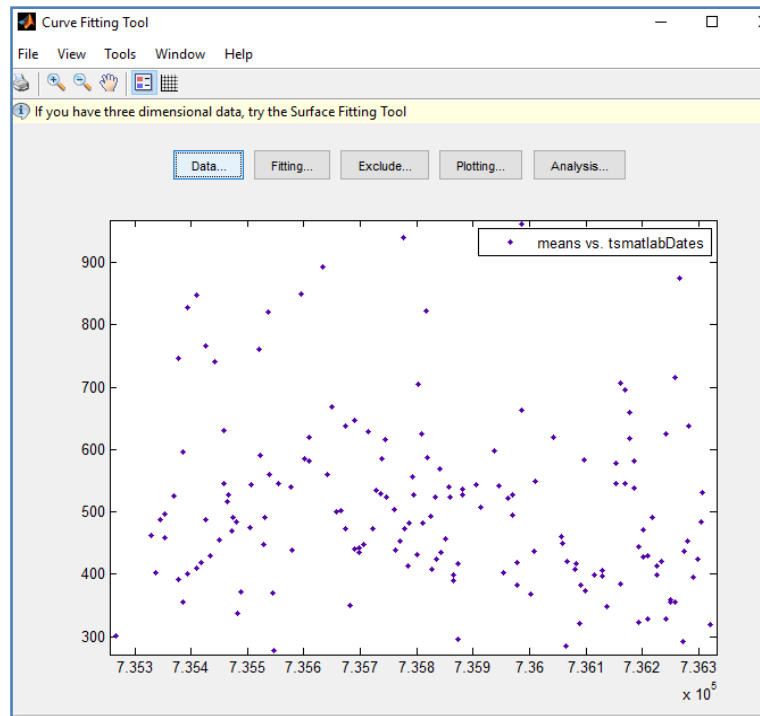 Curve Fitting Tool
File View Tools Window Help
If you have three dimensional data, try the Surface Fitting Tool
Data... Fitting... Exclude... Plotting... Analysis...
means vs. tsmatlabDates
900
800
700
600
500
400
300
7.353 7.354 7.355 7.356 7.357 7.358 7.359 7.36 7.361 7.362 7.363
x 10^5